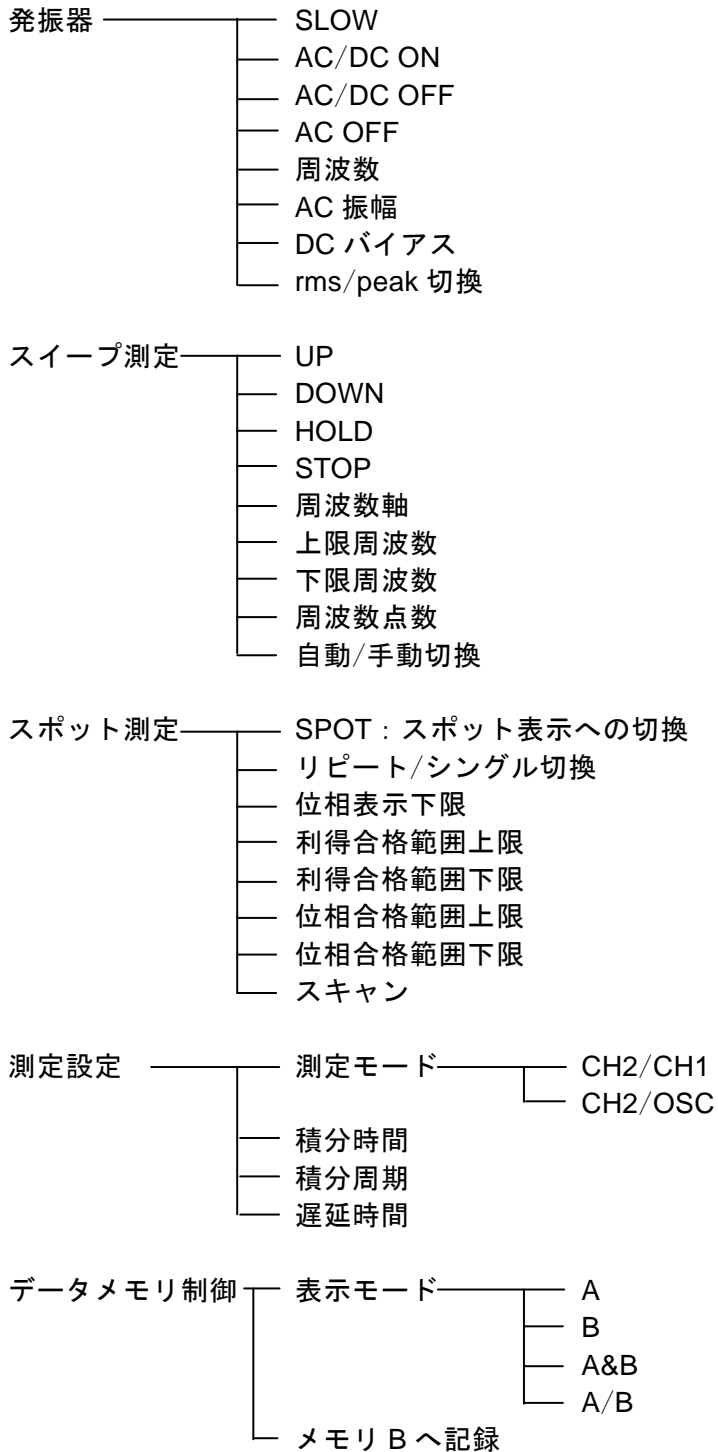 発振器 SLOW
AC/DC ON
AC/DC OFF
AC OFF
周波数
AC 振幅
DC バイアス
rms/peak 切換
スイープ測定 UP
DOWN
HOLD
STOP
周波数軸
上限周波数
下限周波数
周波数点数
自動/手動切換
スポット測定 SPOT：スポット表示への切換
リピート/シングル切換
位相表示下限
利得合格範囲上限
利得合格範囲下限
位相合格範囲上限
位相合格範囲下限
スキャン
測定設定 測定モード CH2/CH1
CH2/OSC
積分時間
積分周期
遅延時間
データメモリ制御 表示モード A
B
A&B
A/B
メモリ B へ記録